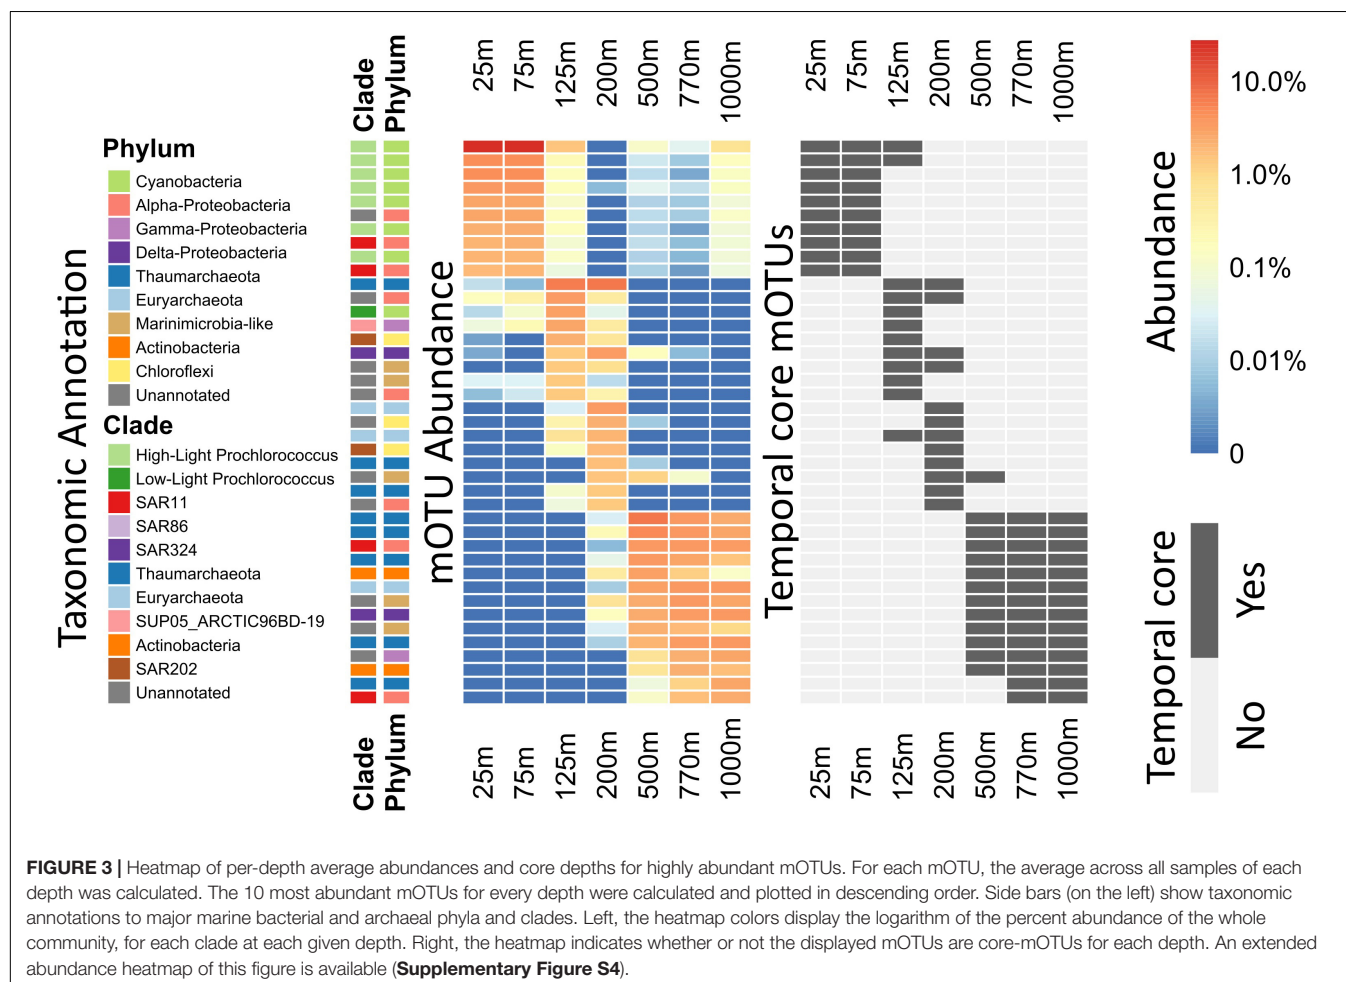 Clade
Phylum
25m
75m
125m
200m
500m
770m
1000m
25m
75m
125m
200m
500m
770m
1000m
Taxonomic Annotation
Phylum
Cyanobacteria
Alpha-Proteobacteria
Gamma-Proteobacteria
Delta-Proteobacteria
Thaumarchaeota
Euryarchaeota
Marinimicrobia-like
Actinobacteria
Chloroflexi
Unannotated
Clade
High-Light Prochlorococcus
Low-Light Prochlorococcus
SAR11
SAR86
SAR324
Thaumarchaeota
Euryarchaeota
SUP05_ARCTIC96BD-19
Actinobacteria
SAR202
Unannotated
mOTU Abundance
Temporal core mOTUs
Abundance
10.0%
1.0%
0.1%
0.01%
0
Temporal core
Yes
No
Clade
Phylum
25m
75m
125m
200m
500m
770m
1000m
25m
75m
125m
200m
500m
770m
1000m
FIGURE 3 | Heatmap of per-depth average abundances and core depths for highly abundant mOTUs. For each mOTU, the average across all samples of each
depth was calculated. The 10 most abundant mOTUs for every depth were calculated and plotted in descending order. Side bars (on the left) show taxonomic
annotations to major marine bacterial and archaeal phyla and clades. Left, the heatmap colors display the logarithm of the percent abundance of the whole
community, for each clade at each given depth. Right, the heatmap indicates whether or not the displayed mOTUs are core-mOTUs for each depth. An extended
abundance heatmap of this figure is available (Supplementary Figure S4).